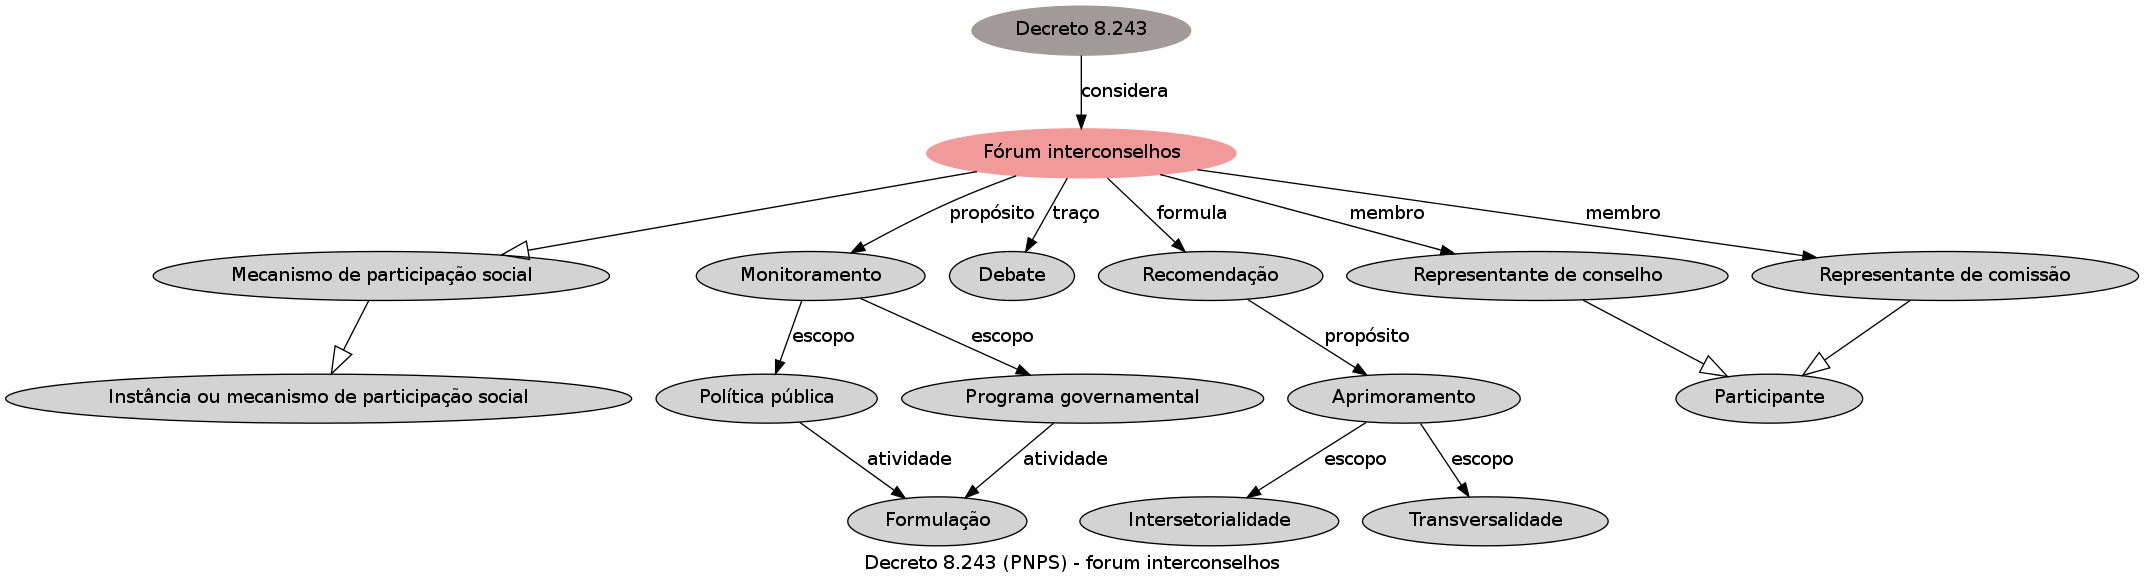 Decreto 8.243
considera
Fórum interconselhos
propósito
traço
formula
membro
membro
Mecanismo de participação social
Monitoramento
Debate
Recomendação
Representante de conselho
Representante de comissão
escopo
escopo
propósito
Instância ou mecanismo de participação social
Política pública
Programa governamental
Aprimoramento
Participante
atividade
atividade
escopo
escopo
Formulação
Intersetorialidade
Transversalidade
Decreto 8.243 (PNPS) - forum interconselhos